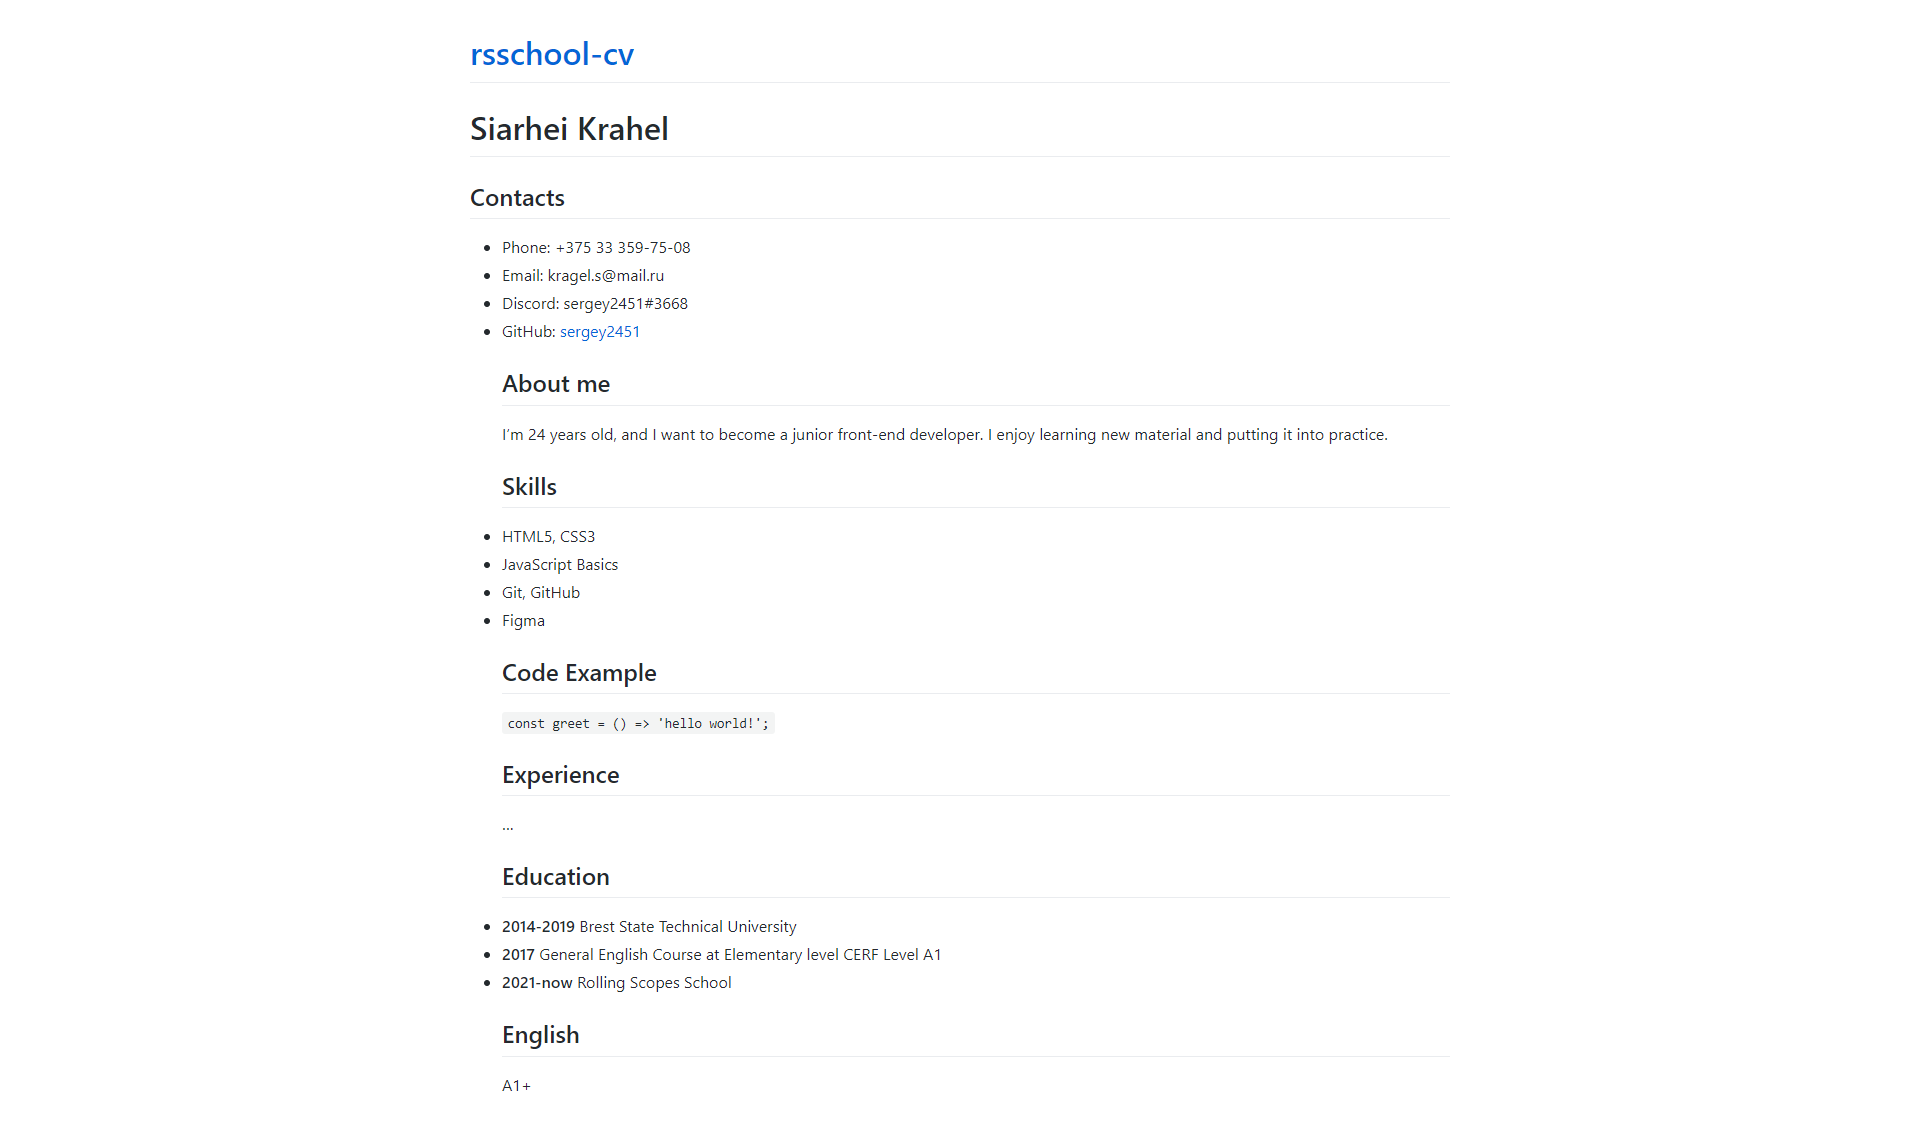 rsschool-cv
Siarhei Krahel
Contacts
Phone: +375 33 359-75-08
Email: kragel.s@mail.ru
Discord: sergey2451#3668
GitHub: sergey2451
About me
I’m 24 years old, and I want to become a junior front-end developer. I enjoy learning new material and putting it into practice.
Skills
HTML5, CSS3
JavaScript Basics
Git, GitHub
Figma
Code Example
const greet = () => 'hello world!';
Experience
…
Education
2014-2019 Brest State Technical University
2017 General English Course at Elementary level CERF Level A1
2021-now Rolling Scopes School
English
A1+